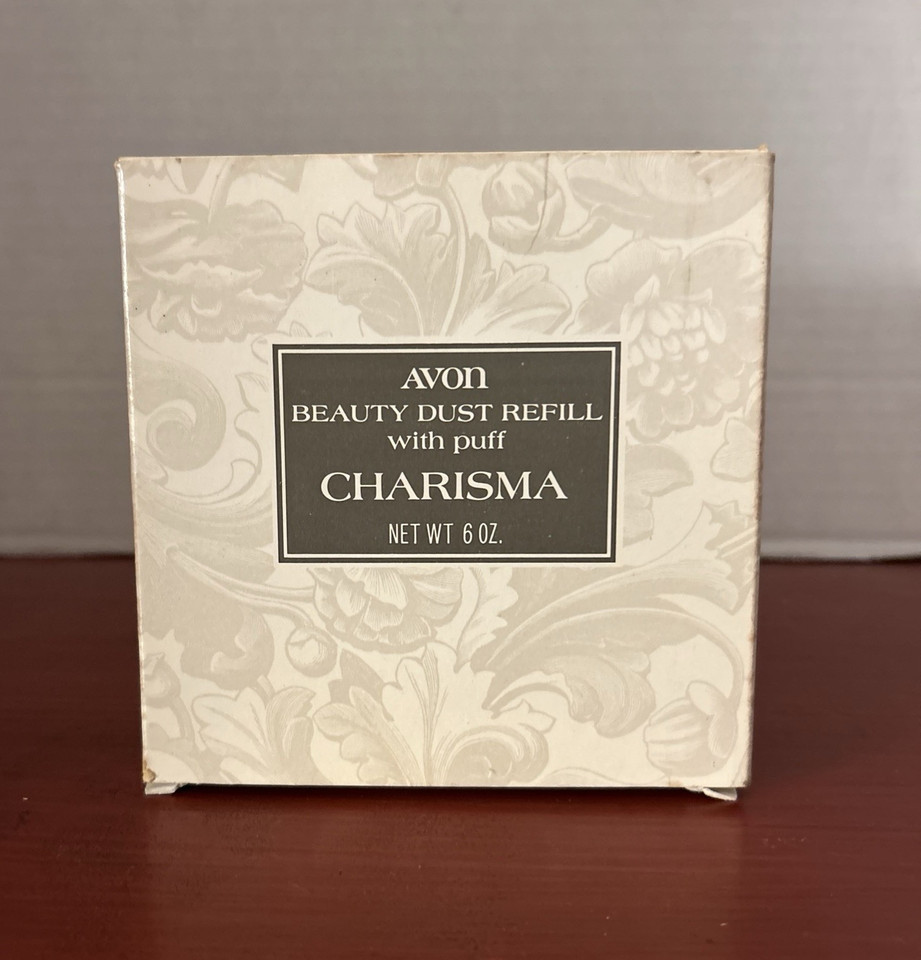 AVON
BEAUTY DUST REFILL
with puff
CHARISMA
NET WT 6 OZ.